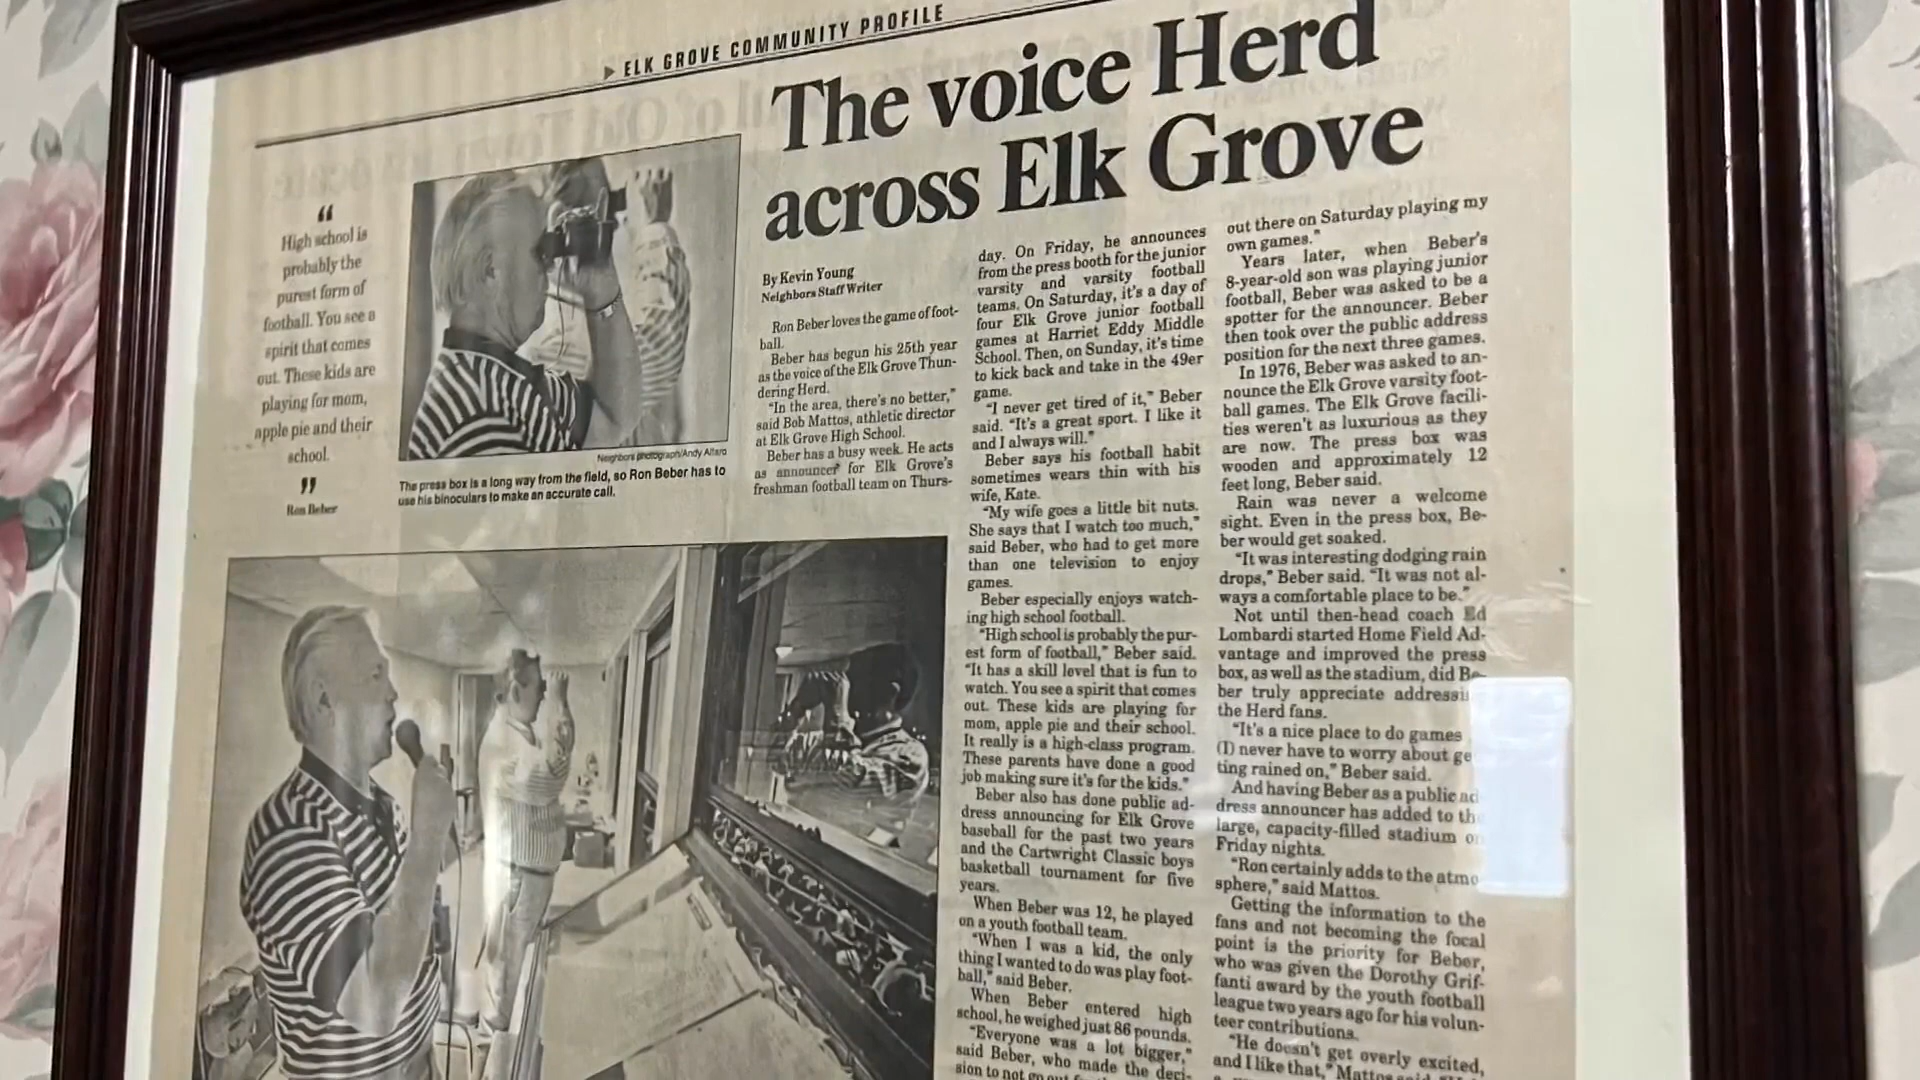 ▶ ELK GROVE COMMUNITY PROFILE
The voice Herd
across Elk Grove
“
High school is
probably the
purest form of
football. You see a
spirit that comes
out. These kids are
playing for mom,
apple pie and their
school.
”
Ron Beber
Neighbors photograph/Andy Alfaro
The press box is a long way from the field, so Ron Beber has to
use his binoculars to make an accurate call.
By Kevin Young
Neighbors Staff Writer
Ron Beber loves the game of foot-
ball.
Beber has begun his 25th year
as the voice of the Elk Grove Thun-
dering Herd.
“In the area, there’s no better,”
said Bob Mattos, athletic director
at Elk Grove High School.
Beber has a busy week. He acts
as announcer for Elk Grove’s
freshman football team on Thurs-
day. On Friday, he announces
from the press booth for the junior
varsity and varsity football
teams. On Saturday, it’s a day of
four Elk Grove junior football
games at Harriet Eddy Middle
School. Then, on Sunday, it’s time
to kick back and take in the 49er
game.
“I never get tired of it,” Beber
said. “It’s a great sport. I like it
and I always will.”
Beber says his football habit
sometimes wears thin with his
wife, Kate.
“My wife goes a little bit nuts.
She says that I watch too much,”
said Beber, who had to get more
than one television to enjoy
games.
Beber especially enjoys watch-
ing high school football.
“High school is probably the pur-
est form of football,” Beber said.
“It has a skill level that is fun to
watch. You see a spirit that comes
out. These kids are playing for
mom, apple pie and their school.
It really is a high-class program.
These parents have done a good
job making sure it’s for the kids.”
Beber also has done public ad-
dress announcing for Elk Grove
baseball for the past two years
and the Cartwright Classic boys
basketball tournament for five
years.
When Beber was 12, he played
on a youth football team.
“When I was a kid, the only
thing I wanted to do was play foot-
ball,” said Beber.
When Beber entered high
school, he weighed just 86 pounds.
“Everyone was a lot bigger,”
said Beber, who made the deci-
sion to not go out
out there on Saturday playing my
own games.”
Years later, when Beber’s
8-year-old son was playing junior
football, Beber was asked to be a
spotter for the announcer. Beber
then took over the public address
position for the next three games.
In 1976, Beber was asked to an-
nounce the Elk Grove varsity foot-
ball games. The Elk Grove facili-
ties weren’t as luxurious as they
are now. The press box was
wooden and approximately 12
feet long, Beber said.
Rain was never a welcome
sight. Even in the press box, Be-
ber would get soaked.
“It was interesting dodging rain
drops,” Beber said. “It was not al-
ways a comfortable place to be.”
Not until then-head coach Ed
Lombardi started Home Field Ad-
vantage and improved the press
box, as well as the stadium, did Be-
ber truly appreciate addressi
the Herd fans.
“It’s a nice place to do games
(I) never have to worry about ge
ting rained on,” Beber said.
And having Beber as a public ad
dress announcer has added to th
large, capacity-filled stadium on
Friday nights.
“Ron certainly adds to the atmo
sphere,” said Mattos.
Getting the information to the
fans and not becoming the focal
point is the priority for Beber,
who was given the Dorothy Grif-
fanti award by the youth football
league two years ago for his volun-
teer contributions.
“He doesn’t get overly excited,
and I like that,” Mattos